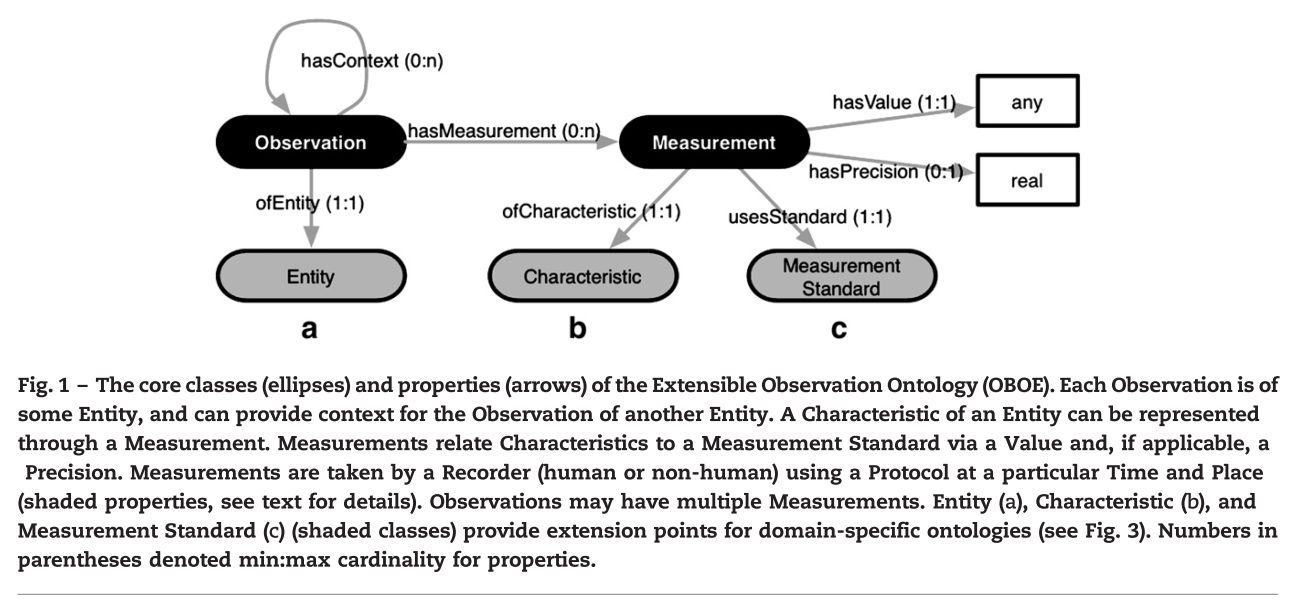 hasContext (0:n)
hasValue (1:1)
any
Observation
hasMeasurement (0:n)
Measurement
hasPrecision (0:1)
real
ofEntity (1:1)
ofCharacteristic (1:1)
usesStandard (1:1)
Entity
Characteristic
Measurement
Standard
a
b
c
Fig. 1 – The core classes (ellipses) and properties (arrows) of the Extensible Observation Ontology (OBOE). Each Observation is of
some Entity, and can provide context for the Observation of another Entity. A Characteristic of an Entity can be represented
through a Measurement. Measurements relate Characteristics to a Measurement Standard via a Value and, if applicable, a
Precision. Measurements are taken by a Recorder (human or non-human) using a Protocol at a particular Time and Place
(shaded properties, see text for details). Observations may have multiple Measurements. Entity (a), Characteristic (b), and
Measurement Standard (c) (shaded classes) provide extension points for domain-specific ontologies (see Fig. 3). Numbers in
parentheses denoted min:max cardinality for properties.